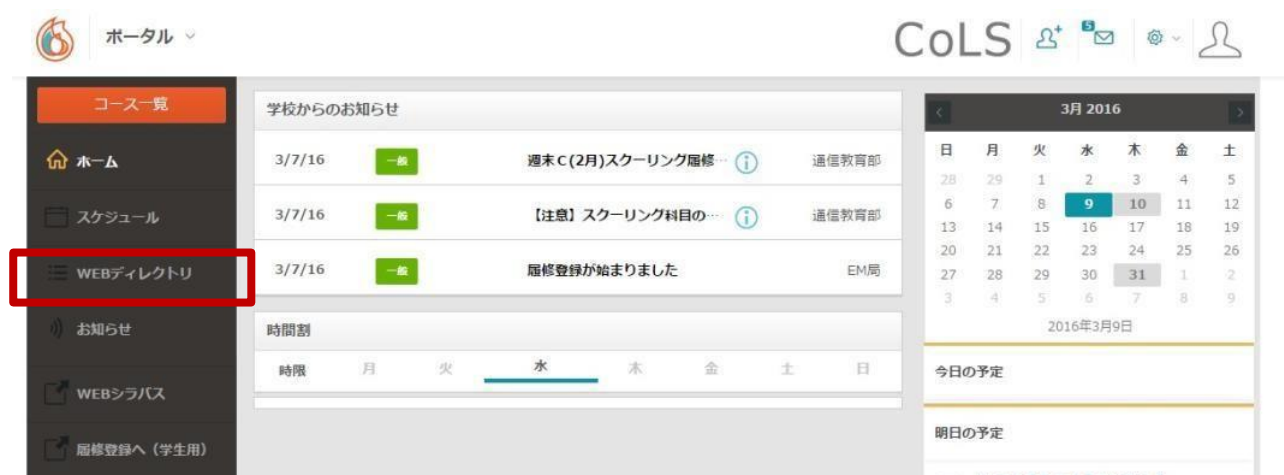 ポータル
CoLS
5
コース一覧
ホーム
スケジュール
WEBディレクトリ
お知らせ
WEBシラバス
履修登録へ（学生用）
学校からのお知らせ
3/7/16 一般 週末C(2月)スクーリング履修… 通信教育部
3/7/16 一般 【注意】スクーリング科目の… 通信教育部
3/7/16 一般 履修登録が始まりました EM局
時間割
時限 月 火 水 木 金 土 日
3月 2016
日 月 火 水 木 金 土
28 29 1 2 3 4 5
6 7 8 9 10 11 12
13 14 15 16 17 18 19
20 21 22 23 24 25 26
27 28 29 30 31 1 2
3 4 5 6 7 8 9
2016年3月9日
今日の予定
明日の予定